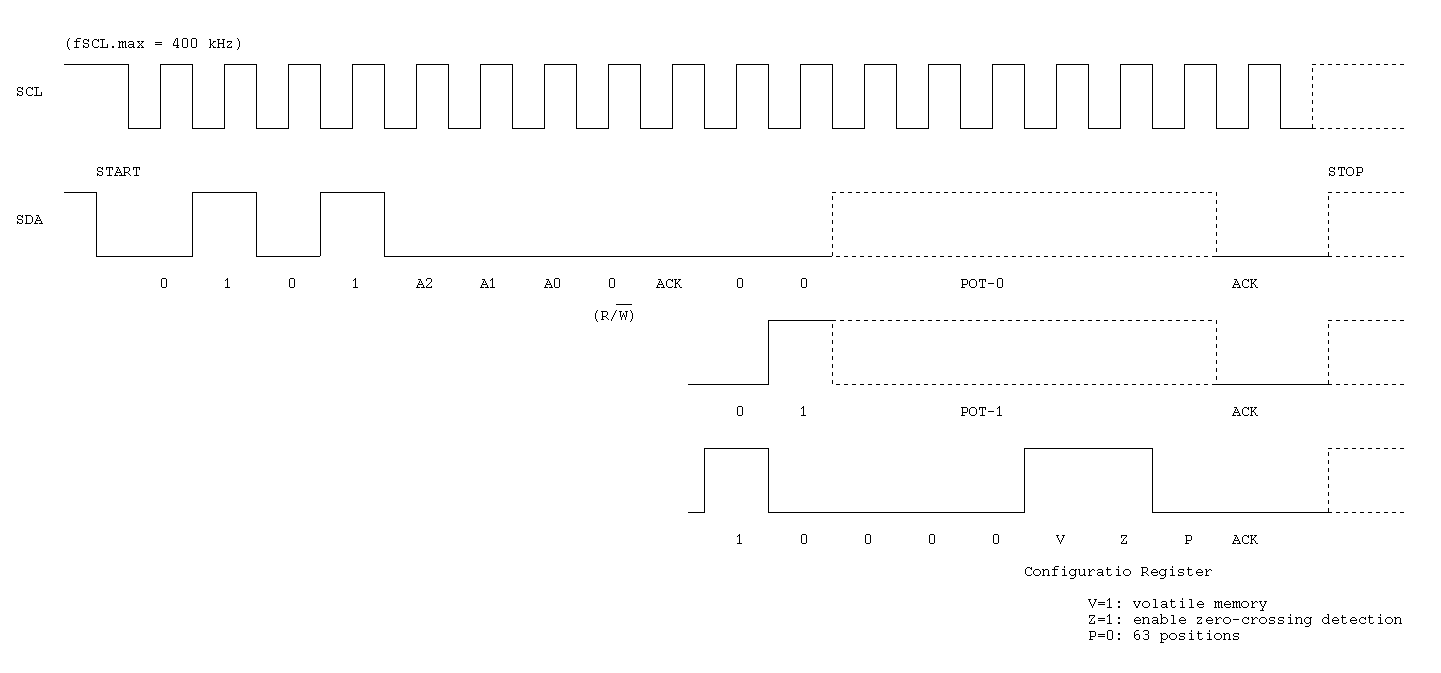 (fSCL.max = 400 kHz)
SCL
START STOP
SDA
0 1 0 1 A2 A1 A0 0 ACK 0 0 POT-0 ACK
(R/W̅)
0 1 POT-1 ACK
1 0 0 0 0 V Z P ACK
Configuratio Register
V=1: volatile memory
Z=1: enable zero-crossing detection
P=0: 63 positions